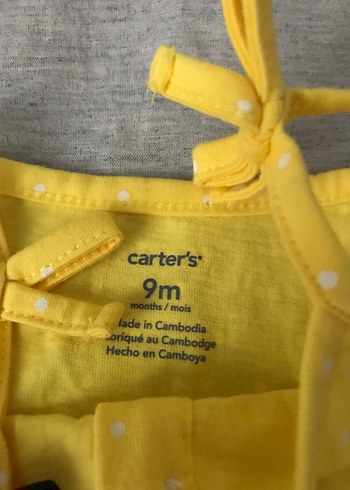 carter's
9m
months / mois
Made in Cambodia
Fabriqué au Cambodge
Hecho en Camboya